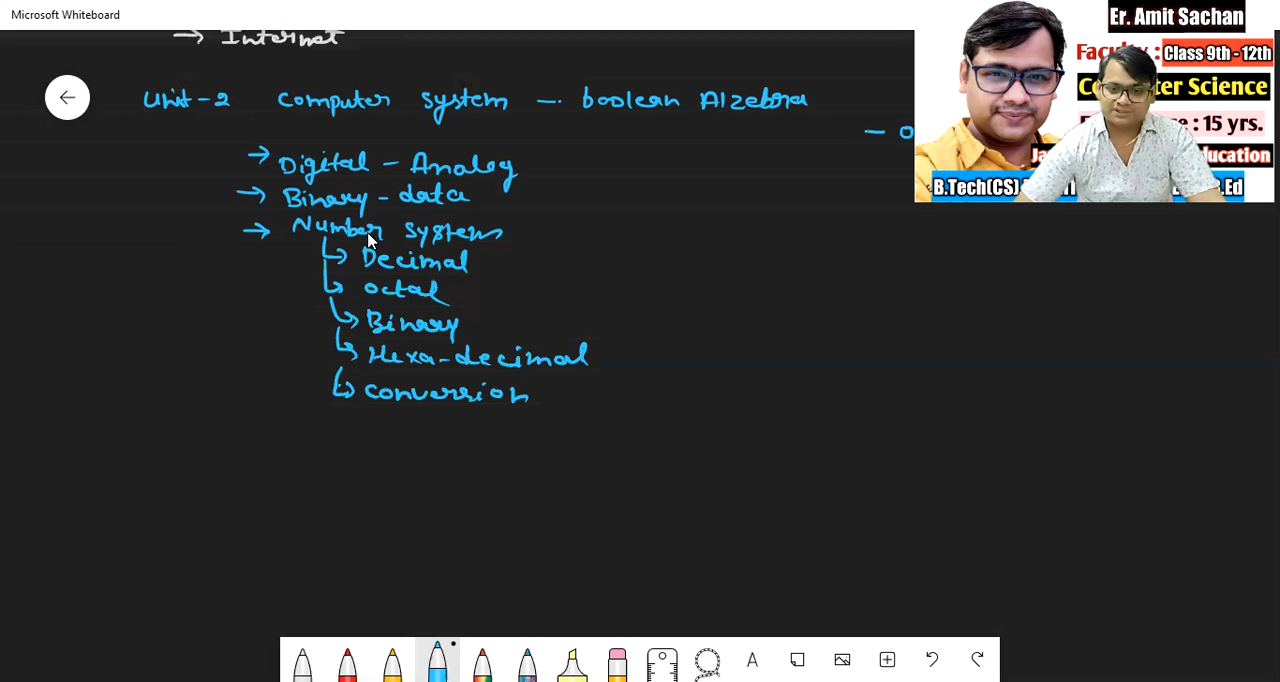 Microsoft Whiteboard
→ Internet
Unit-2 Computer System — boolean Alzebra
→ Digital - Analog
→ Binary - data
→ Number System
Decimal
octal
Binary
Hexa-decimal
Conversion
Er. Amit Sachan
Class 9th - 12th
15 yrs.
B.Tech(CS)
A